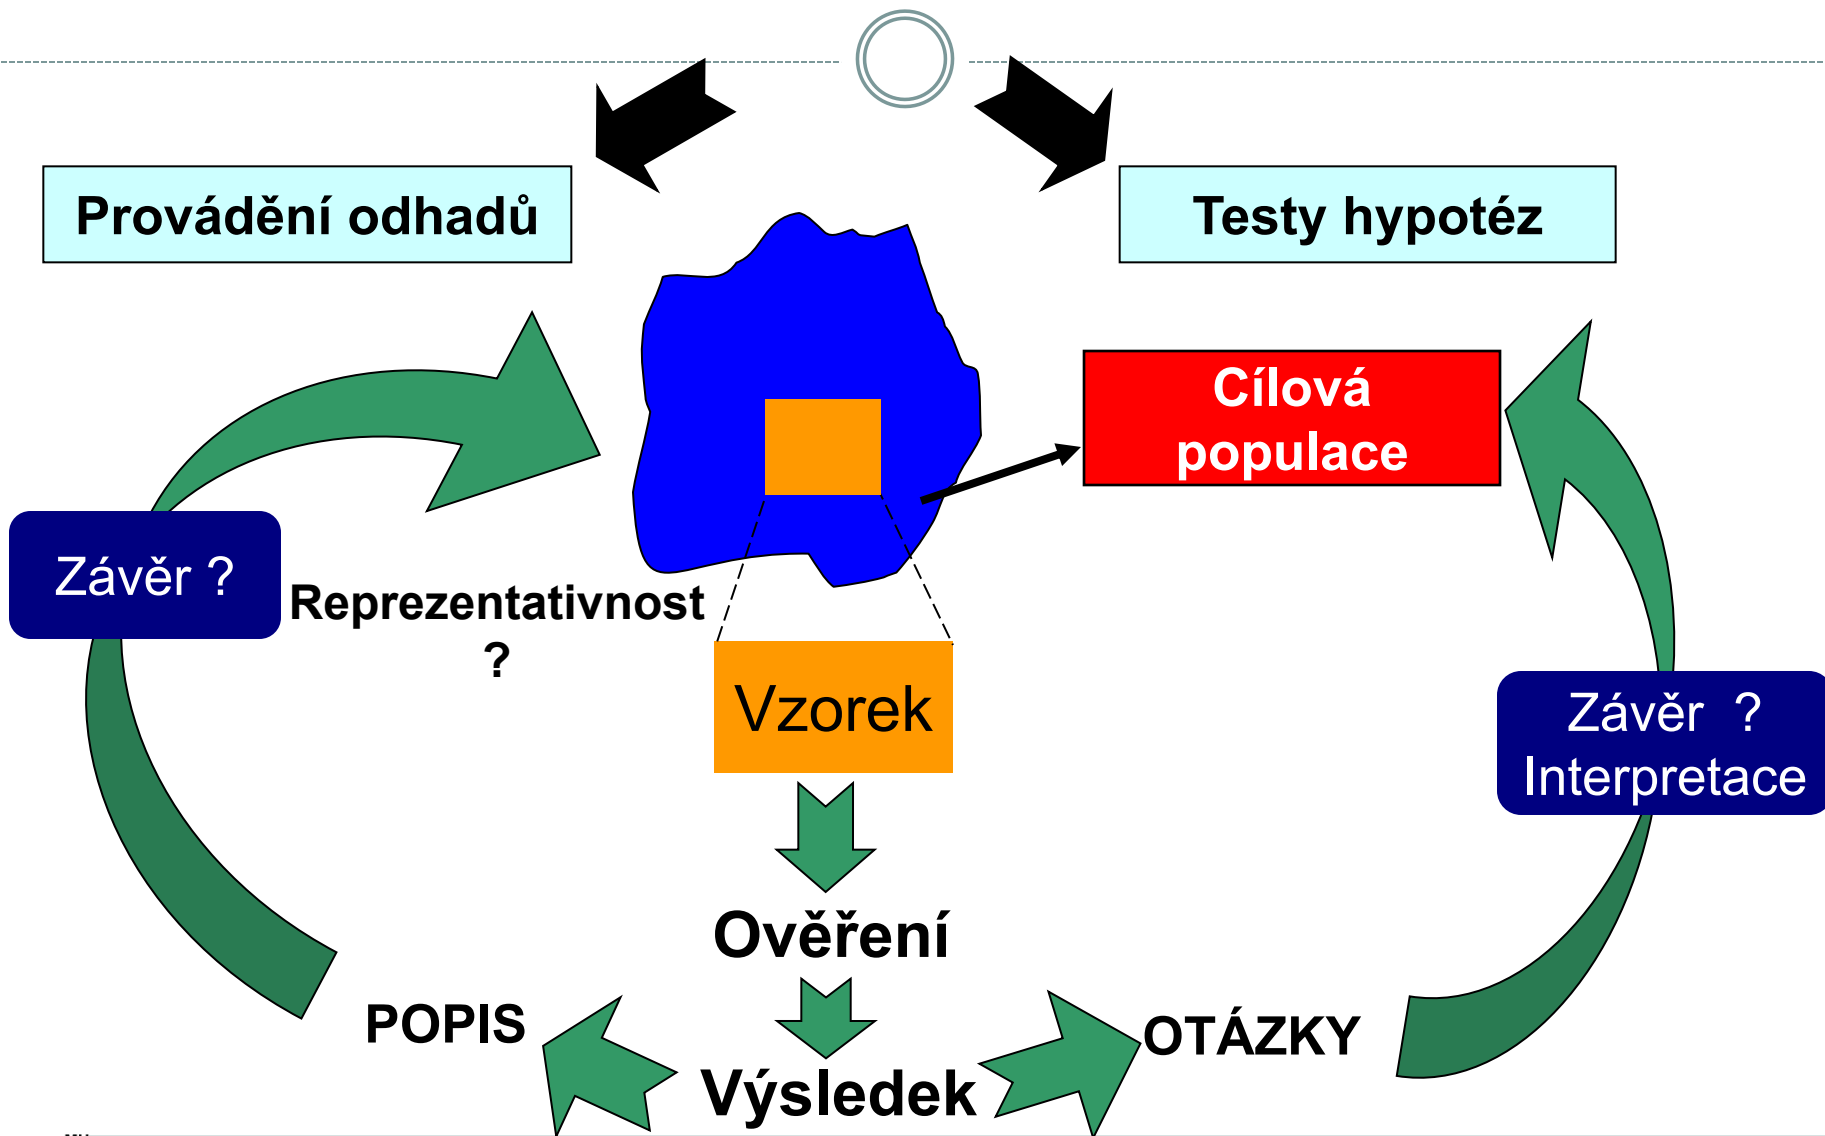 Provádění odhadů
Testy hypotéz
Cílová
populace
Závěr ?
Reprezentativnost
?
Vzorek
Závěr ?
Interpretace
Ověření
POPIS
OTÁZKY
Výsledek